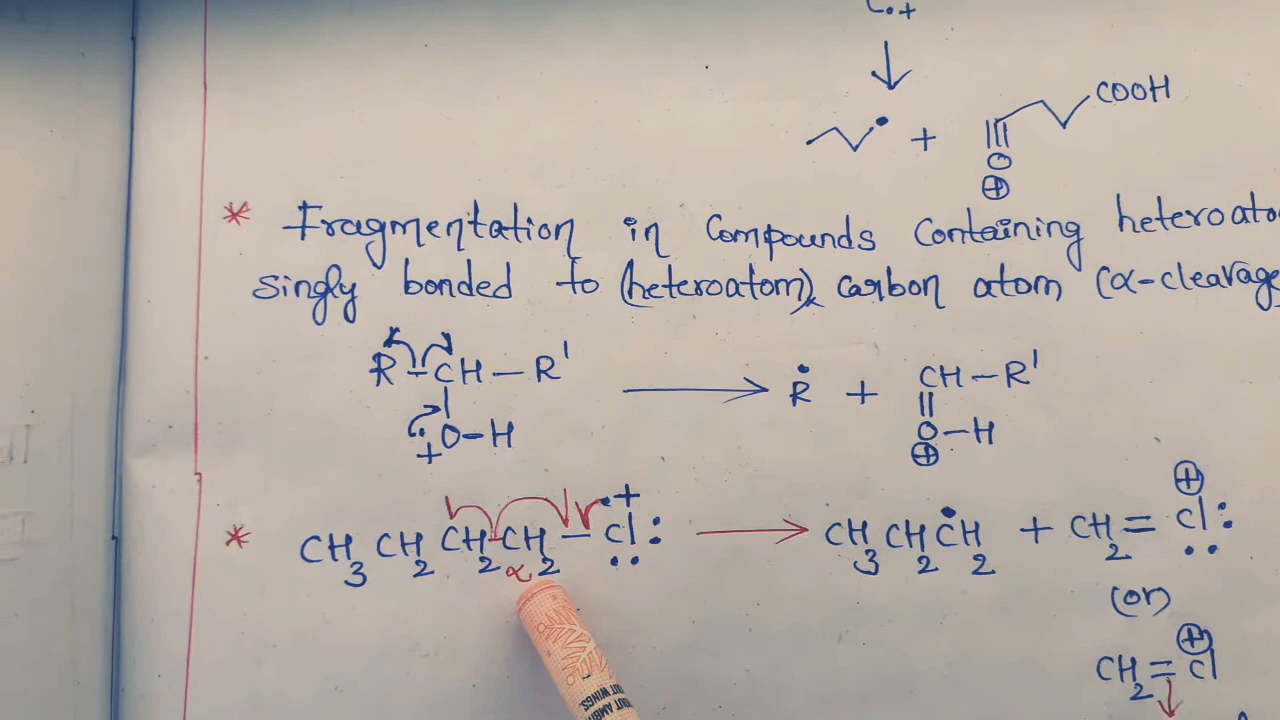 COOH
+
O
⊕
* Fragmentation in Compounds Containing
singly bonded to (heteroatom) carbon atom (α-cleavage
R-CH-R'
+O-H
Ṙ + CH-R'
O-H
⊕
* CH3 CH2 CH2-CH2-Cl:
+
α
CH3 CH2 CH2 + CH2=Cl:
⊕
(or)
CH2=Cl
⊕